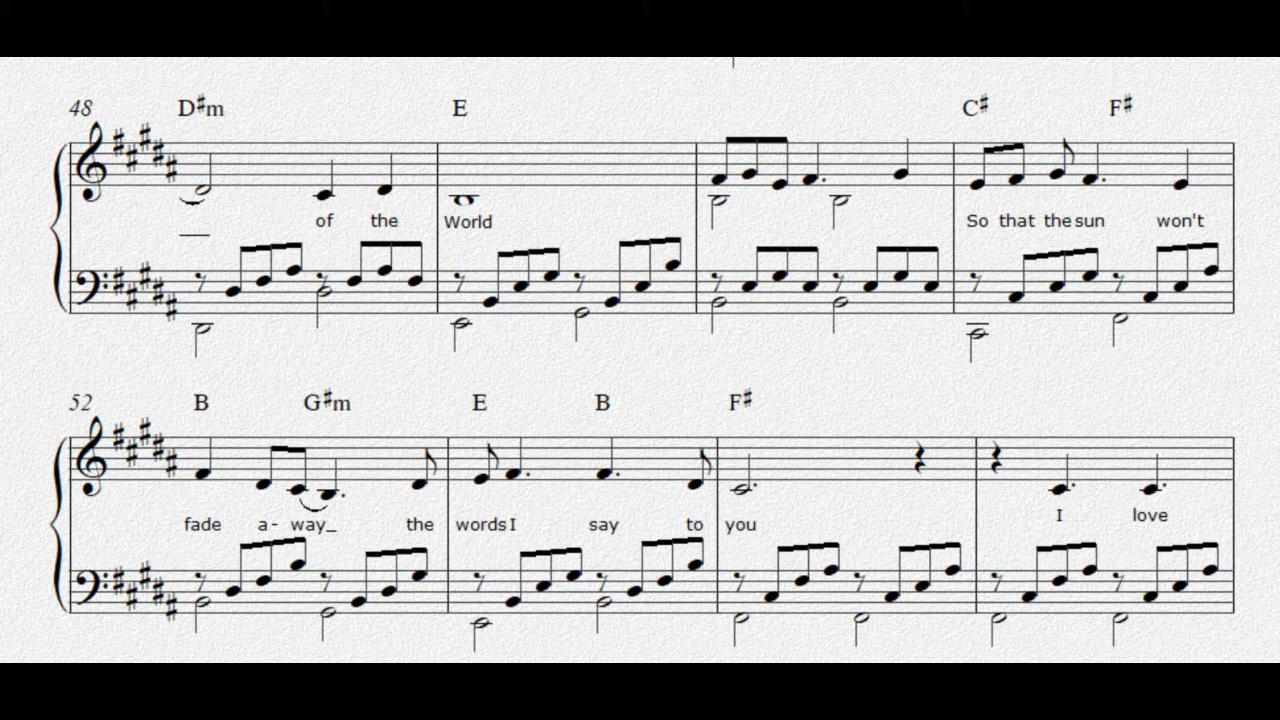 48 D♯m E C♯ F♯
of the World So that the sun won't
52 B G♯m E B F♯
fade a- way_ the words I say to you I love